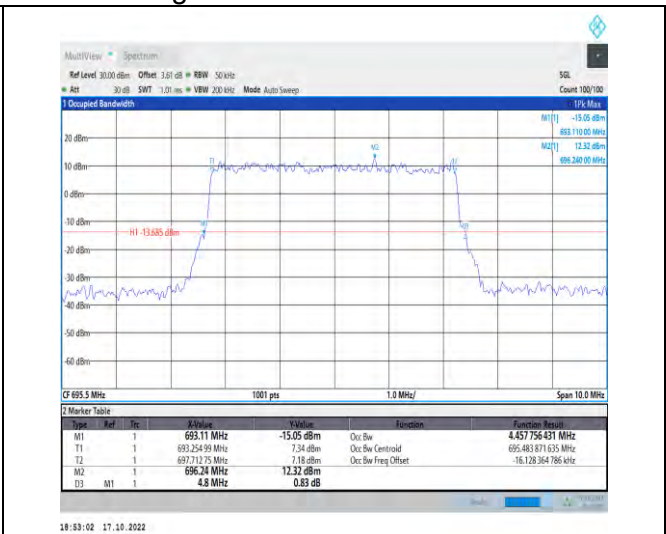 MultiView Spectrum
Ref Level 30.00 dBm Offset 3.61 dB RBW 50 kHz SGL
Att 30 dB SWT 1.01 ms VBW 200 kHz Mode Auto Sweep Count 100/100
1 Occupied Bandwidth 1Pk Max
M1[1] -15.05 dBm
693.110 00 MHz
20 dBm M2[1] 12.32 dBm
696.240 00 MHz
M2
10 dBm T1
0 dBm
-10 dBm
M1
H1 -13.685 dBm
-20 dBm
-30 dBm
-40 dBm
-50 dBm
-60 dBm
CF 695.5 MHz 1001 pts 1.0 MHz/ Span 10.0 MHz
2 Marker Table
Type Ref Trc X-Value Y-Value Function Function Result
M1 1 693.11 MHz -15.05 dBm Occ Bw 4.457 756 431 MHz
T1 1 693.254 99 MHz 7.34 dBm Occ Bw Centroid 695.483 871 635 MHz
T2 1 697.712 75 MHz 7.18 dBm Occ Bw Freq Offset -16.128 364 786 kHz
M2 1 696.24 MHz 12.32 dBm
D3 M1 1 4.8 MHz 0.83 dB
18:53:02 17.10.2022